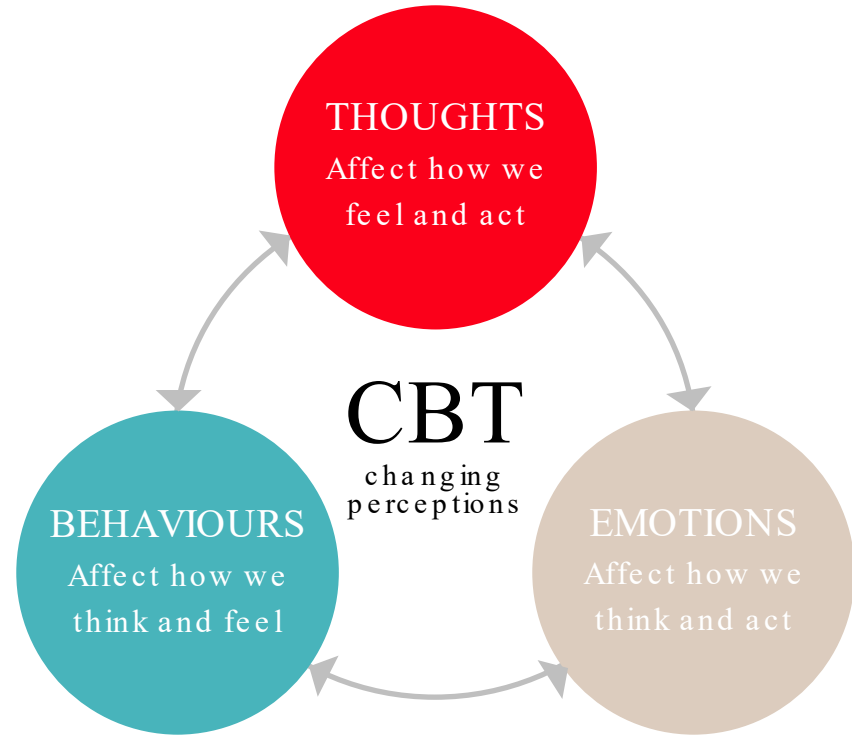 THOUGHTS
Affect how we
feel and act
CBT
changing
perceptions
BEHAVIOURS
Affect how we
think and feel
EMOTIONS
Affect how we
think and act